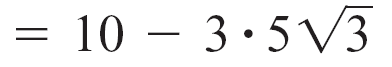 = 10 − 3 · 5√3